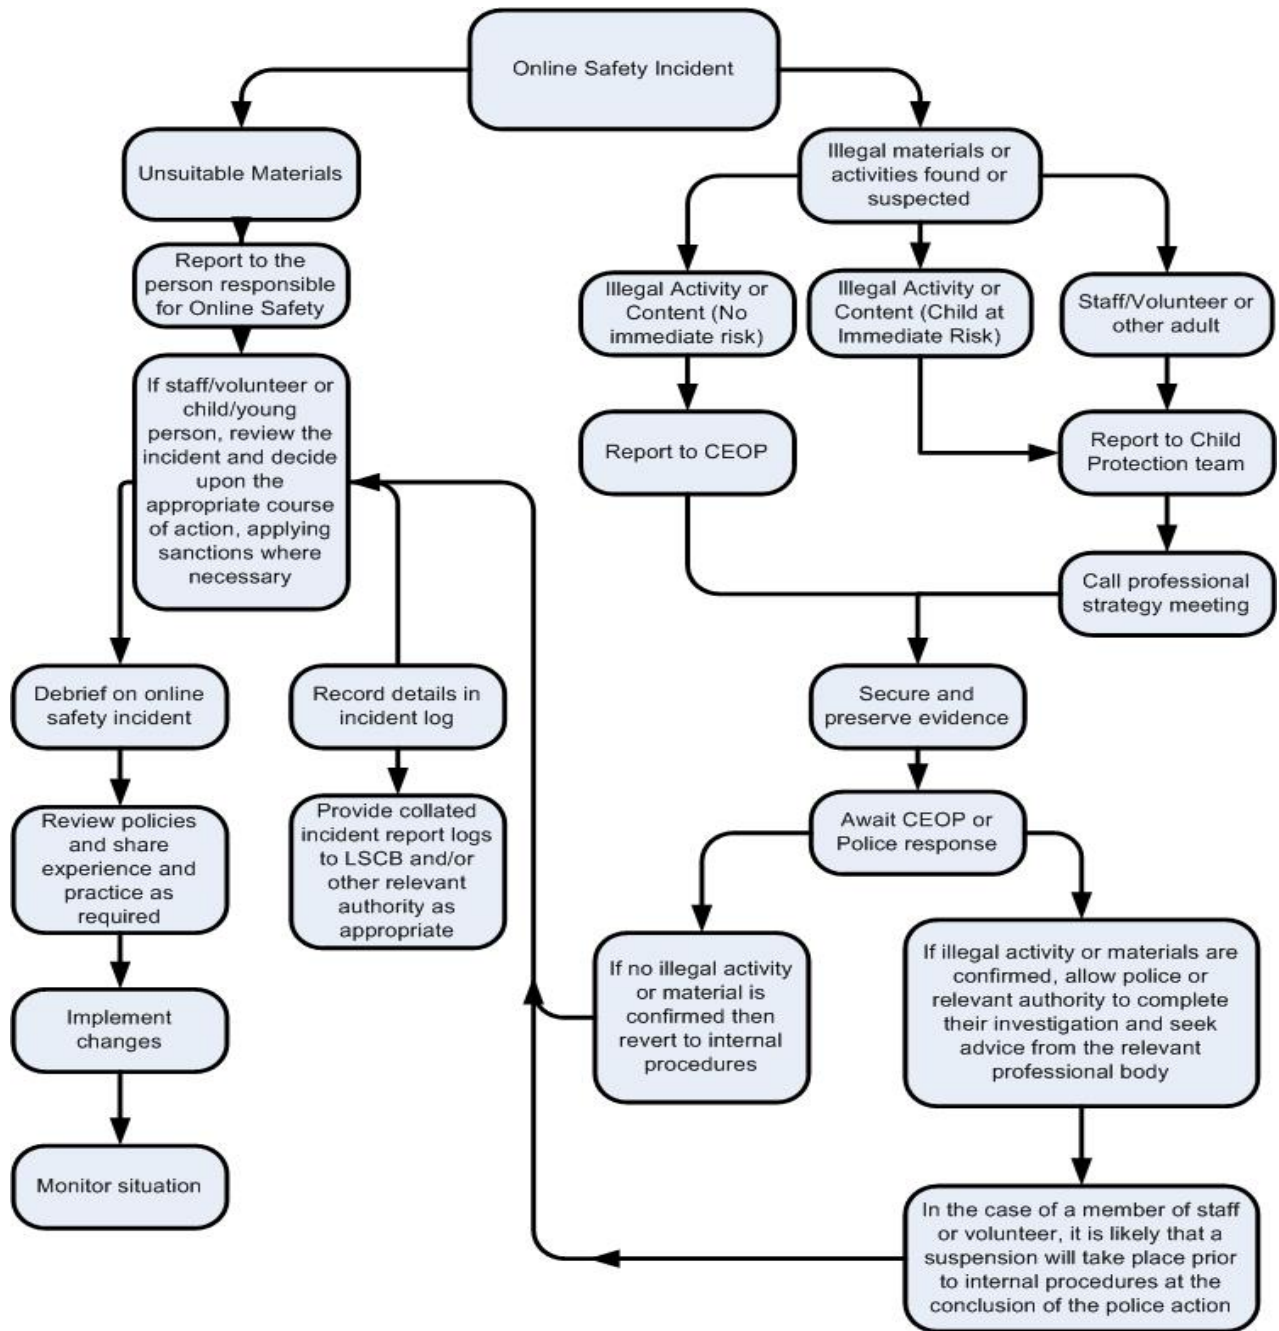 Online Safety Incident
Unsuitable Materials
Illegal materials or
activities found or
suspected
Report to the
person responsible
for Online Safety
Illegal Activity or
Content (No
immediate risk)
Illegal Activity or
Content (Child at
Immediate Risk)
Staff/Volunteer or
other adult
If staff/volunteer or
child/young
person, review the
incident and decide
upon the
appropriate course
of action, applying
sanctions where
necessary
Report to CEOP
Report to Child
Protection team
Call professional
strategy meeting
Debrief on online
safety incident
Record details in
incident log
Secure and
preserve evidence
Review policies
and share
experience and
practice as
required
Provide collated
incident report logs
to LSCB and/or
other relevant
authority as
appropriate
Await CEOP or
Police response
If no illegal activity
or material is
confirmed then
revert to internal
procedures
If illegal activity or materials are
confirmed, allow police or
relevant authority to complete
their investigation and seek
advice from the relevant
professional body
Implement
changes
Monitor situation
In the case of a member of staff
or volunteer, it is likely that a
suspension will take place prior
to internal procedures at the
conclusion of the police action